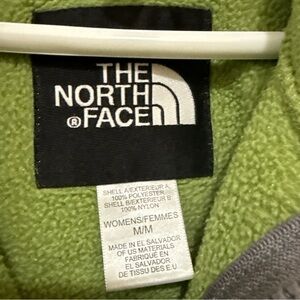 THE
NORTH
® FACE
SHELL A/EXTERIEUR A,
100% POLYESTER
SHELL B/EXTERIEUR B
100% NYLON
WOMENS/FEMMES
M/M
MADE IN EL SALVADOR
OF US MATERIALS
FABRIQUE EN
EL SALVADOR
DE TISSU DES E.U